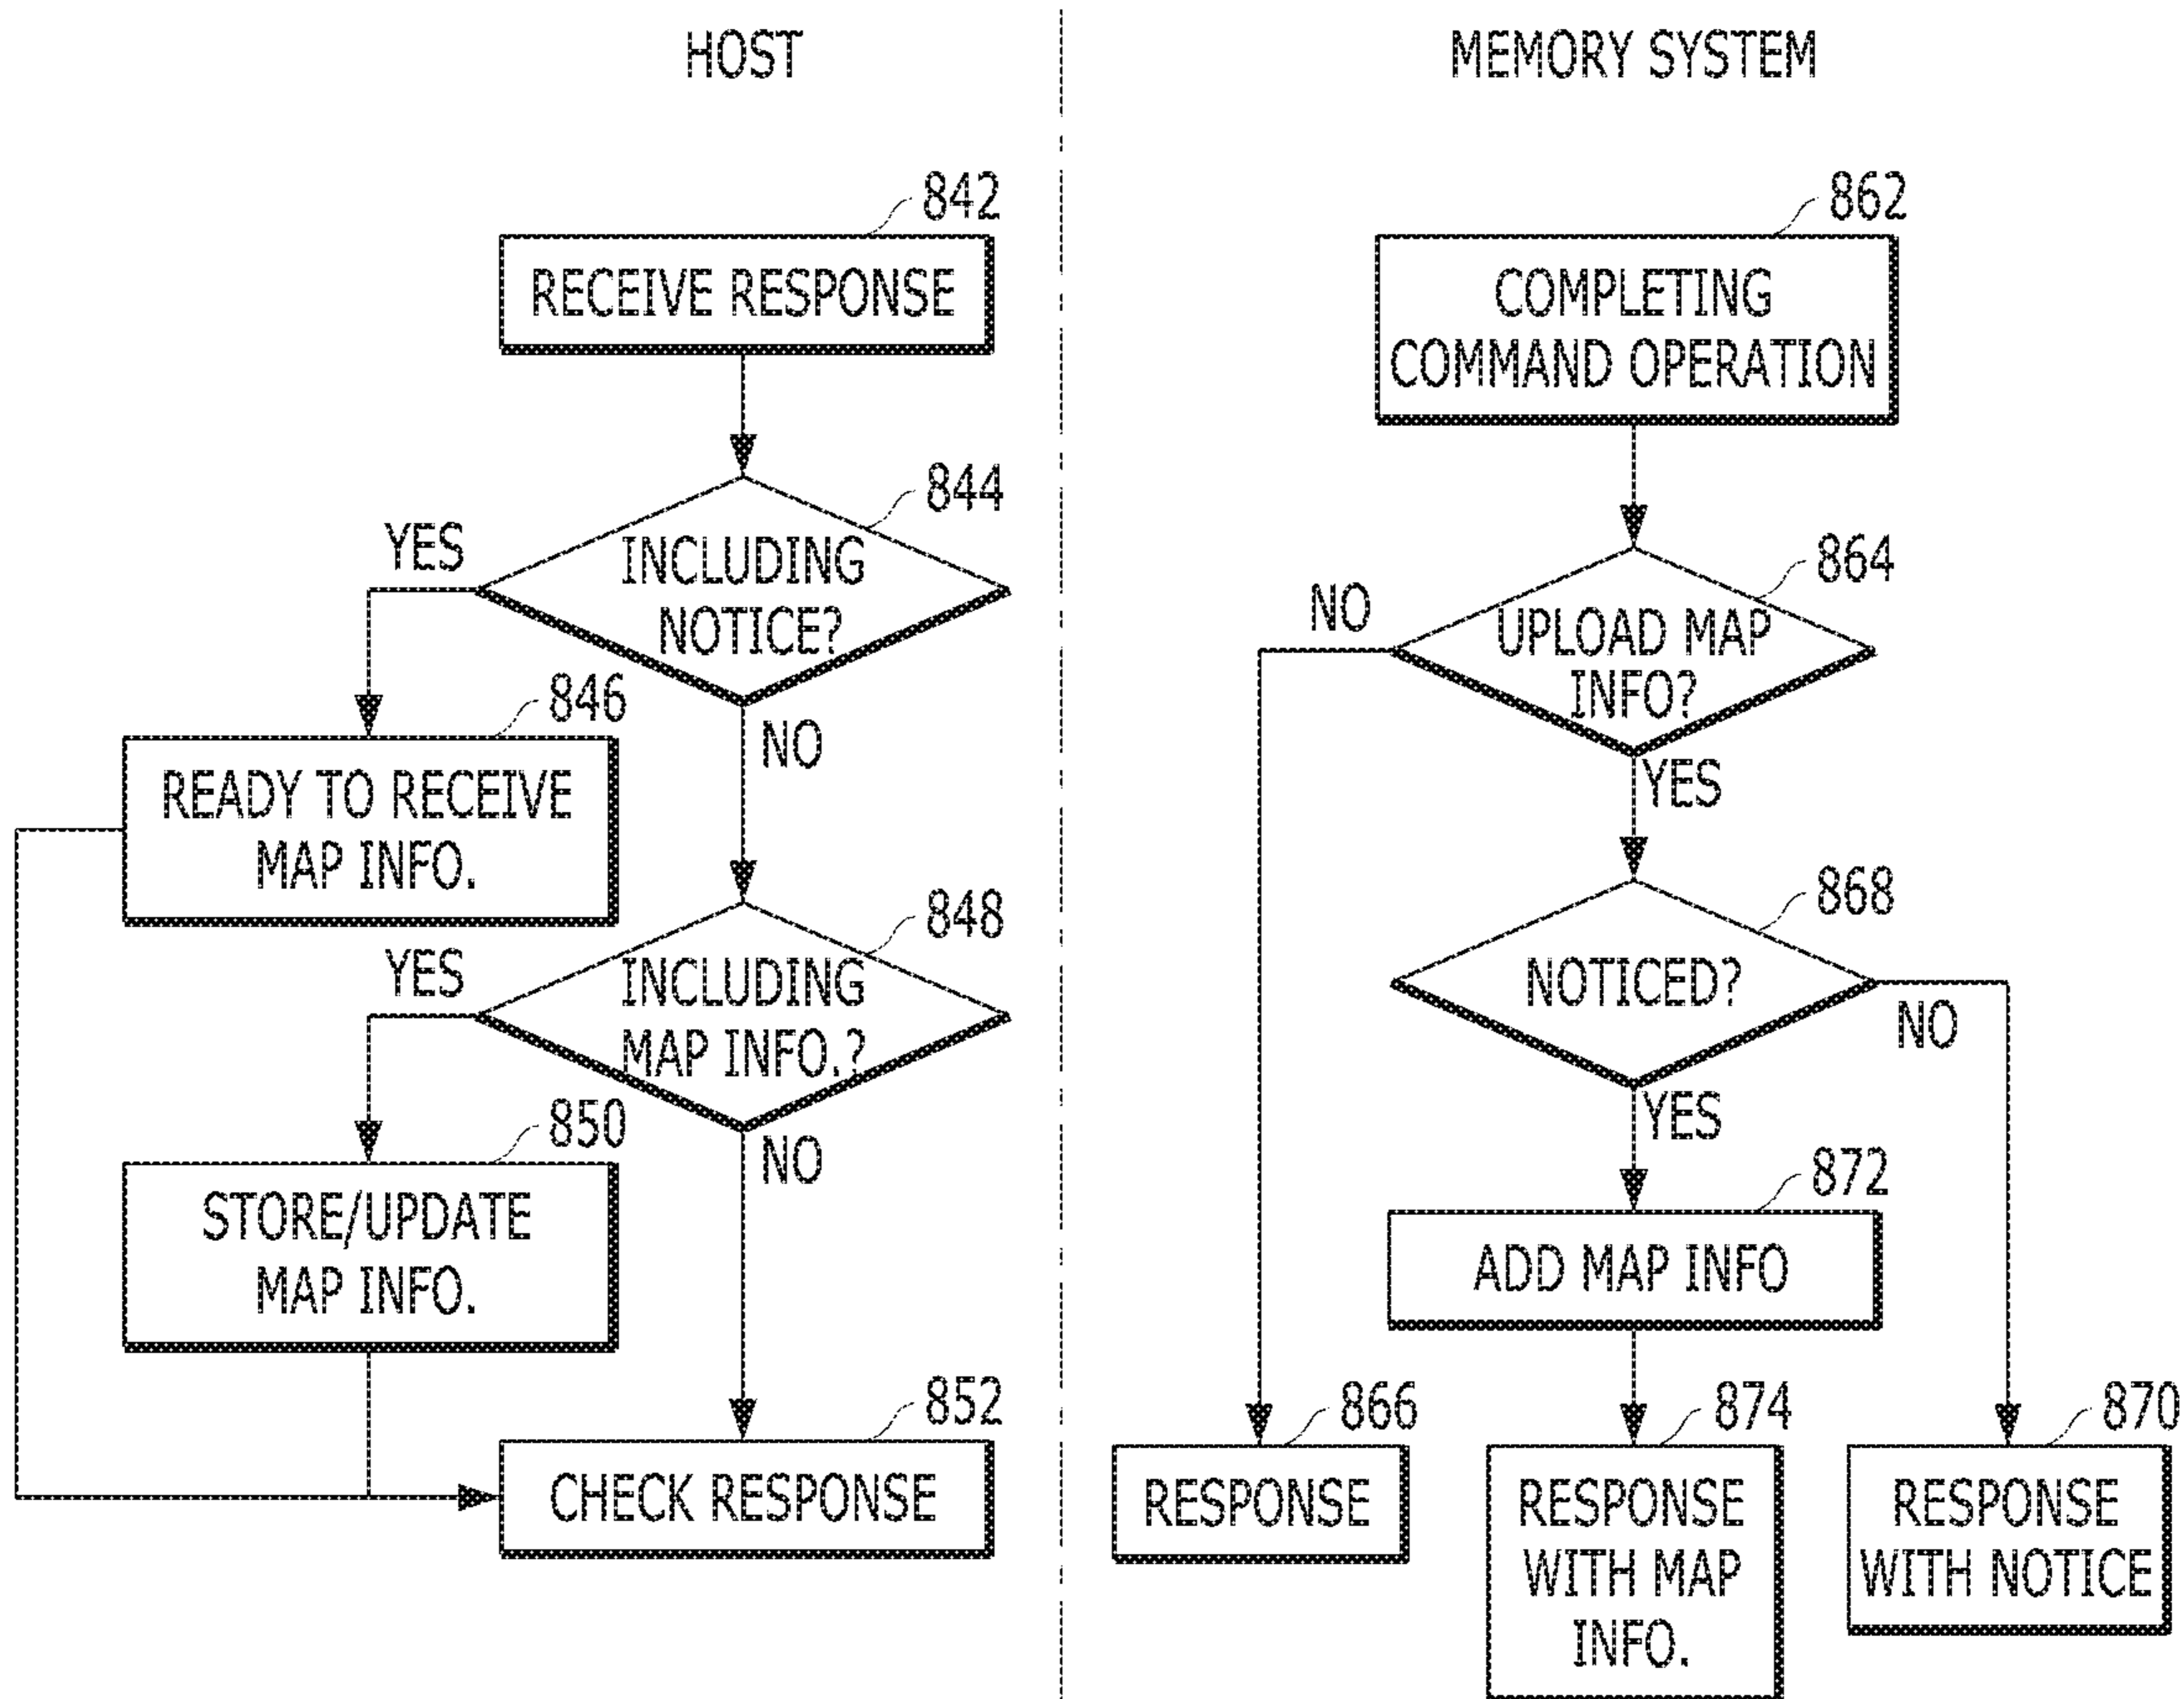 HOST
842
RECEIVE RESPONSE
844
YES
INCLUDING
NOTICE?
846
NO
READY TO RECEIVE
MAP INFO.
848
YES
INCLUDING
MAP INFO.?
850
NO
STORE/UPDATE
MAP INFO.
852
CHECK RESPONSE
MEMORY SYSTEM
862
COMPLETING
COMMAND OPERATION
864
NO
UPLOAD MAP
INFO?
YES
868
NOTICED?
NO
YES
872
ADD MAP INFO
866
RESPONSE
874
RESPONSE
WITH MAP
INFO.
870
RESPONSE
WITH NOTICE